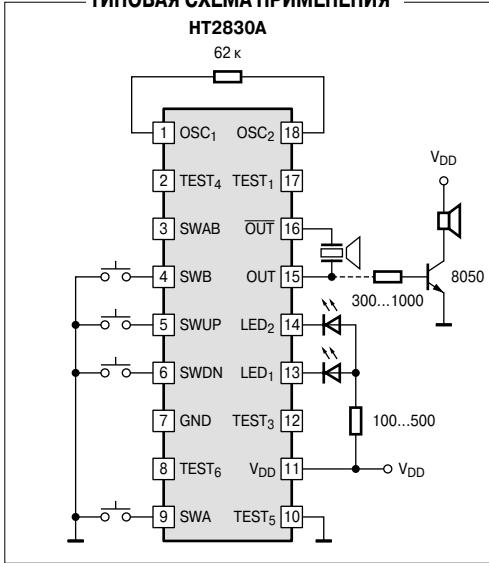 ТИПОВАЯ СХЕМА ПРИМЕНЕНИЯ
HT2830A
62 к
1 OSC1 OSC2 18
2 TEST4 TEST1 17
VDD
3 SWAB OUT 16
4 SWB OUT 15
8050
300...1000
5 SWUP LED2 14
6 SWDN LED1 13
7 GND TEST3 12
100...500
8 TEST6 VDD 11
VDD
9 SWA TEST5 10